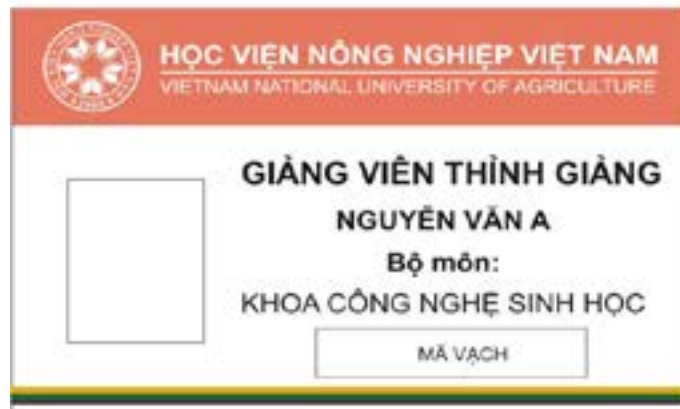 HỌC VIỆN NÔNG NGHIỆP VIỆT NAM
VIETNAM NATIONAL UNIVERSITY OF AGRICULTURE
GIẢNG VIÊN THỈNH GIẢNG
NGUYỄN VĂN A
Bộ môn:
KHOA CÔNG NGHỆ SINH HỌC
MÃ VẠCH